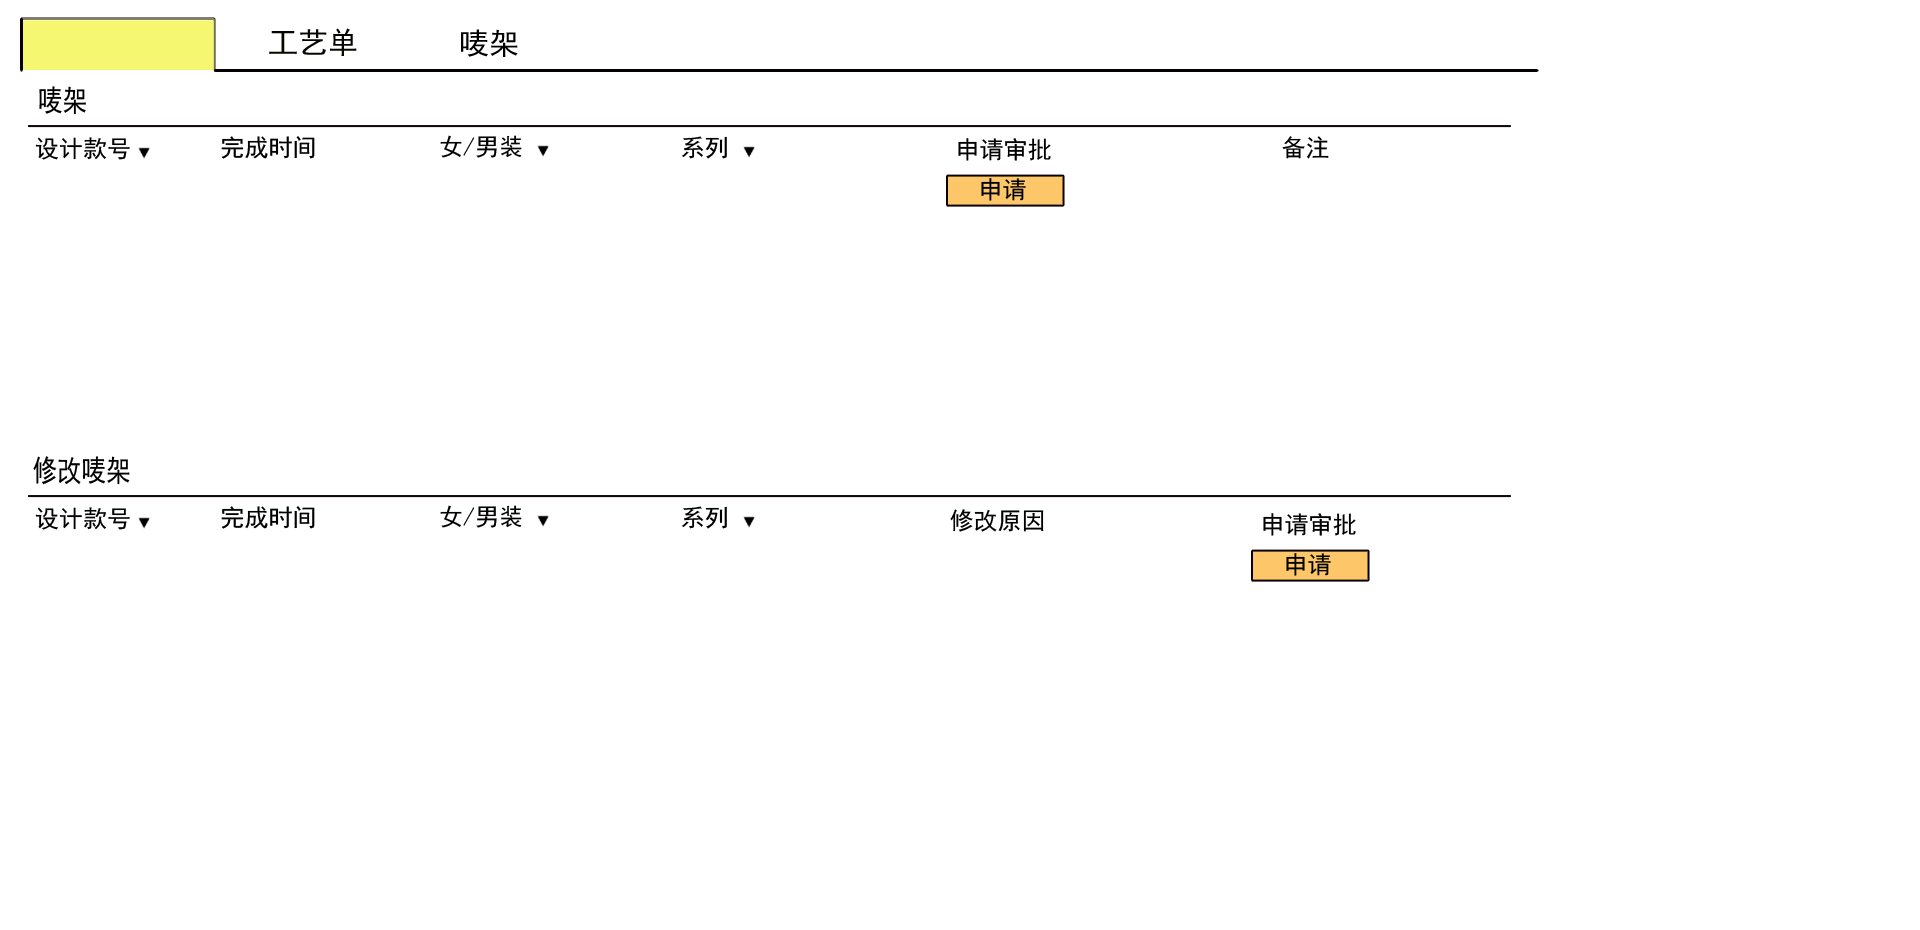 工艺单 唛架
唛架
设计款号 ▼ 完成时间 女/男装 ▼ 系列 ▼ 申请审批 备注
申请
修改唛架
设计款号 ▼ 完成时间 女/男装 ▼ 系列 ▼ 修改原因 申请审批
申请